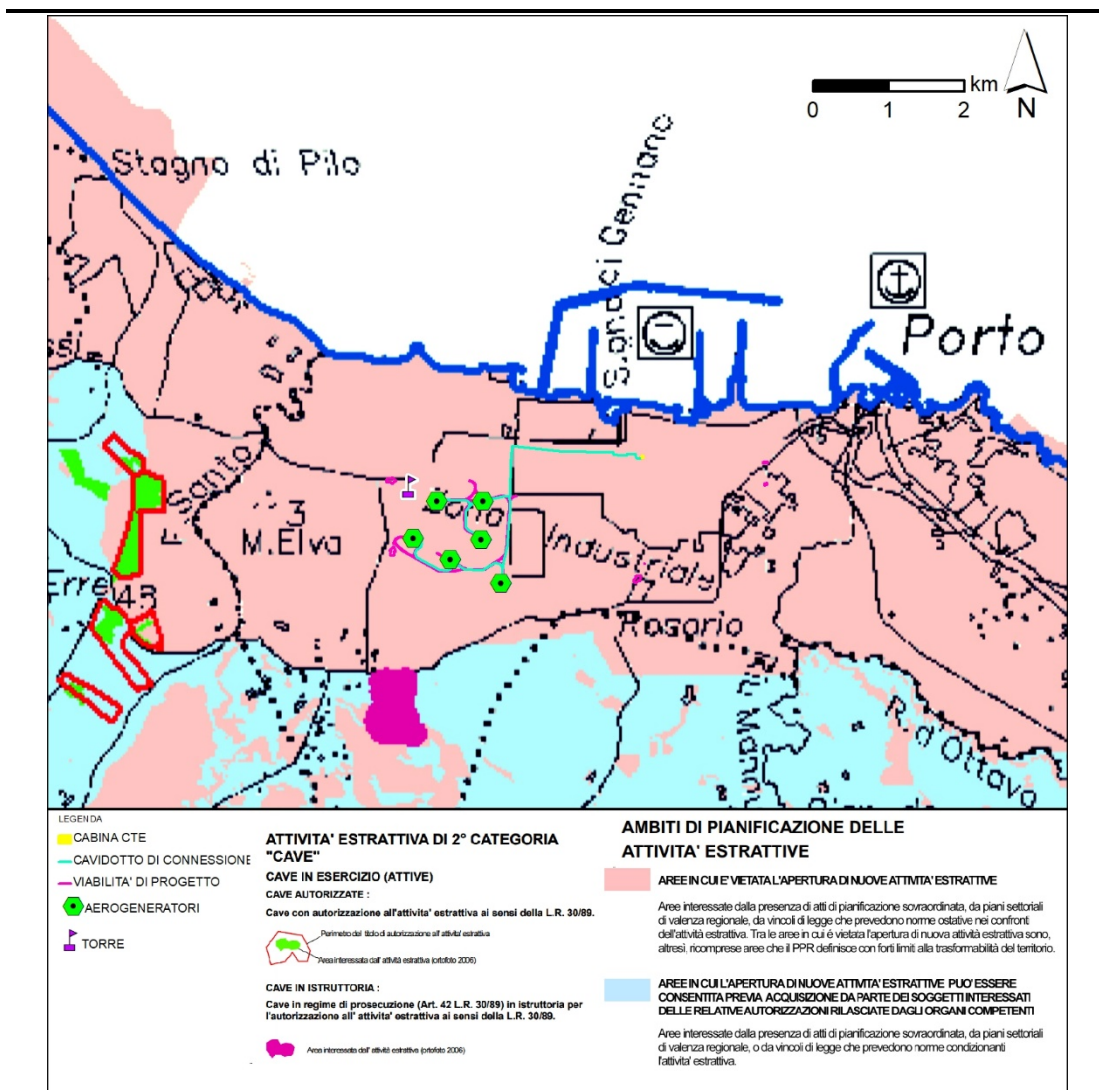 km
0 1 2
N
Stagno di Pilo
S.gna ci Gennano
Porto
Santo
3
M.Elva
Zona
Industriale
Erre
43
Rosario
R. d'Ottava
LEGENDA
CABINA CTE
CAVIDOTTO DI CONNESSIONE
VIABILITA' DI PROGETTO
AEROGENERATORI
TORRE
ATTIVITA' ESTRATTIVA DI 2° CATEGORIA
"CAVE"
CAVE IN ESERCIZIO (ATTIVE)
CAVE AUTORIZZATE :
Cave con autorizzazione all'attivita' estrattiva ai sensi della L.R. 30/89.
Perimetro del titolo di autorizzazione all' attivita' estrattiva
Area interessata dall' attività estrattiva (ortofoto 2006)
CAVE IN ISTRUTTORIA :
Cave in regime di prosecuzione (Art. 42 L.R. 30/89) in istruttoria per
l'autorizzazione all' attivita' estrattiva ai sensi della L.R. 30/89.
Area interessata dall' attività estrattiva (ortofoto 2006)
AMBITI DI PIANIFICAZIONE DELLE
ATTIVITA' ESTRATTIVE
AREE IN CUI E' VIETATA L'APERTURA DI NUOVE ATTIVITA' ESTRATTIVE
Aree interessate dalla presenza di atti di pianificazione sovraordinata, da piani settoriali
di valenza regionale, da vincoli di legge che prevedono norme ostative nei confronti
dell'attività estrattiva. Tra le aree in cui é vietata l'apertura di nuova attività estrattiva sono,
altresì, ricomprese aree che il PPR definisce con forti limiti alla trasformabilità del territorio.
AREE IN CUI L'APERTURA DI NUOVE ATTIVITA' ESTRATTIVE PUO' ESSERE
CONSENTITA PREVIA ACQUISIZIONE DA PARTE DEI SOGGETTI INTERESSATI
DELLE RELATIVE AUTORIZZAZIONI RILASCIATE DAGLI ORGANI COMPETENTI
Aree interessate dalla presenza di atti di pianificazione sovraordinata, da piani settoriali
di valenza regionale, o da vincoli di legge che prevedono norme condizionanti
l'attivita' estrattiva.